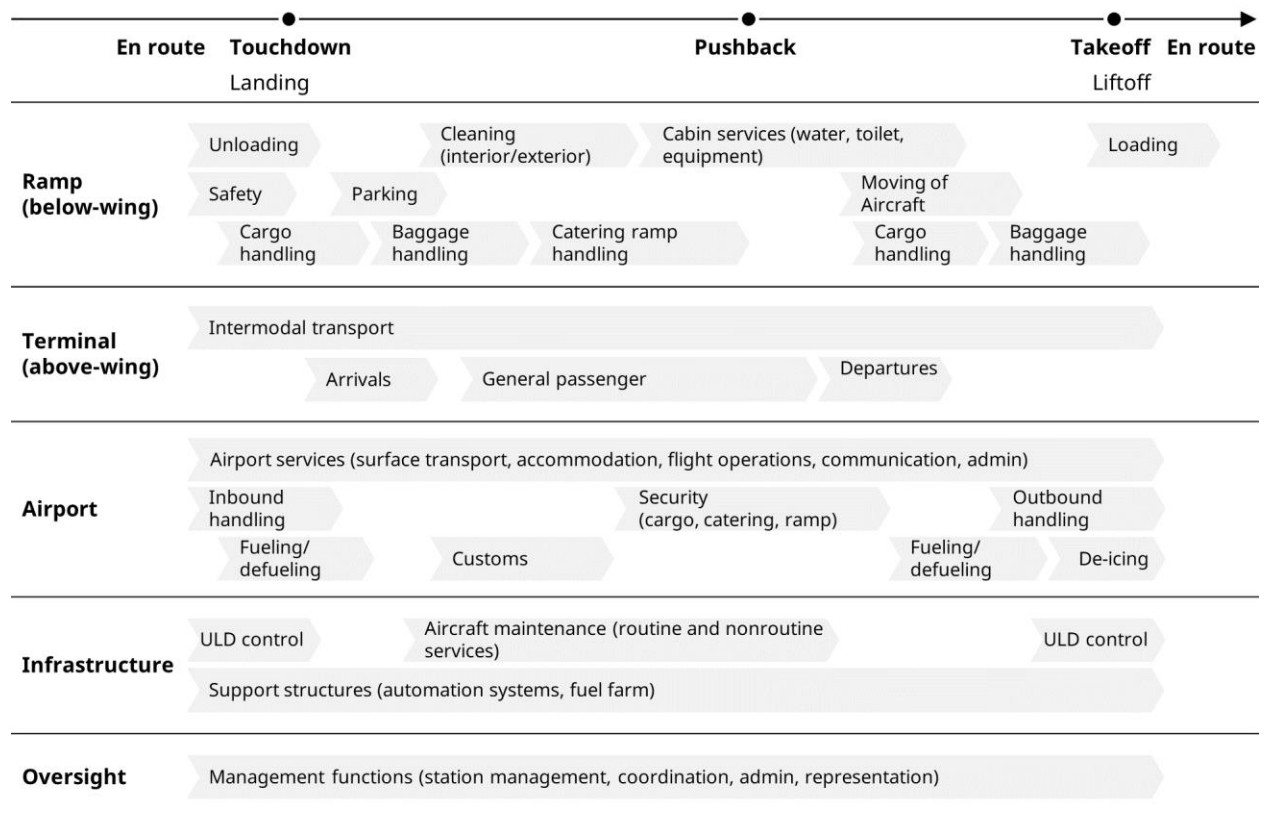 En route Touchdown Pushback Takeoff En route
Landing Liftoff
Ramp
(below-wing)
Unloading
Cleaning
(interior/exterior)
Cabin services (water, toilet,
equipment)
Loading
Safety
Parking
Moving of
Aircraft
Cargo
handling
Baggage
handling
Catering ramp
handling
Cargo
handling
Baggage
handling
Terminal
(above-wing)
Intermodal transport
Arrivals
General passenger
Departures
Airport
Airport services (surface transport, accommodation, flight operations, communication, admin)
Inbound
handling
Security
(cargo, catering, ramp)
Outbound
handling
Fueling/
defueling
Customs
Fueling/
defueling
De-icing
Infrastructure
ULD control
Aircraft maintenance (routine and nonroutine
services)
ULD control
Support structures (automation systems, fuel farm)
Oversight
Management functions (station management, coordination, admin, representation)